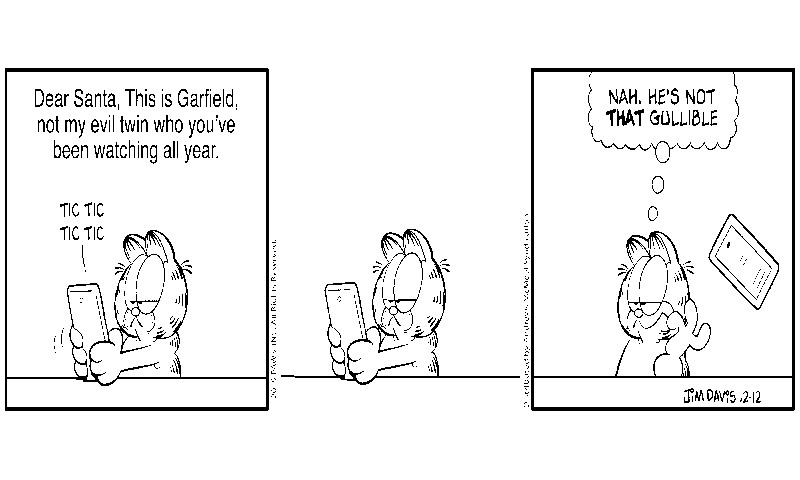 Dear Santa, This is Garfield,
not my evil twin who you've
been watching all year.
TIC TIC
TIC TIC
NAH. HE'S NOT
THAT GULLIBLE
JIM DAVIS 12-12